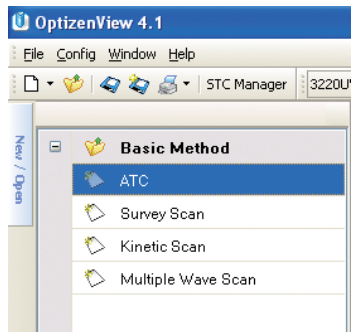 OptizenView 4.1
File Config Window Help
STC Manager 3220U
New / Open
Basic Method
ATC
Survey Scan
Kinetic Scan
Multiple Wave Scan